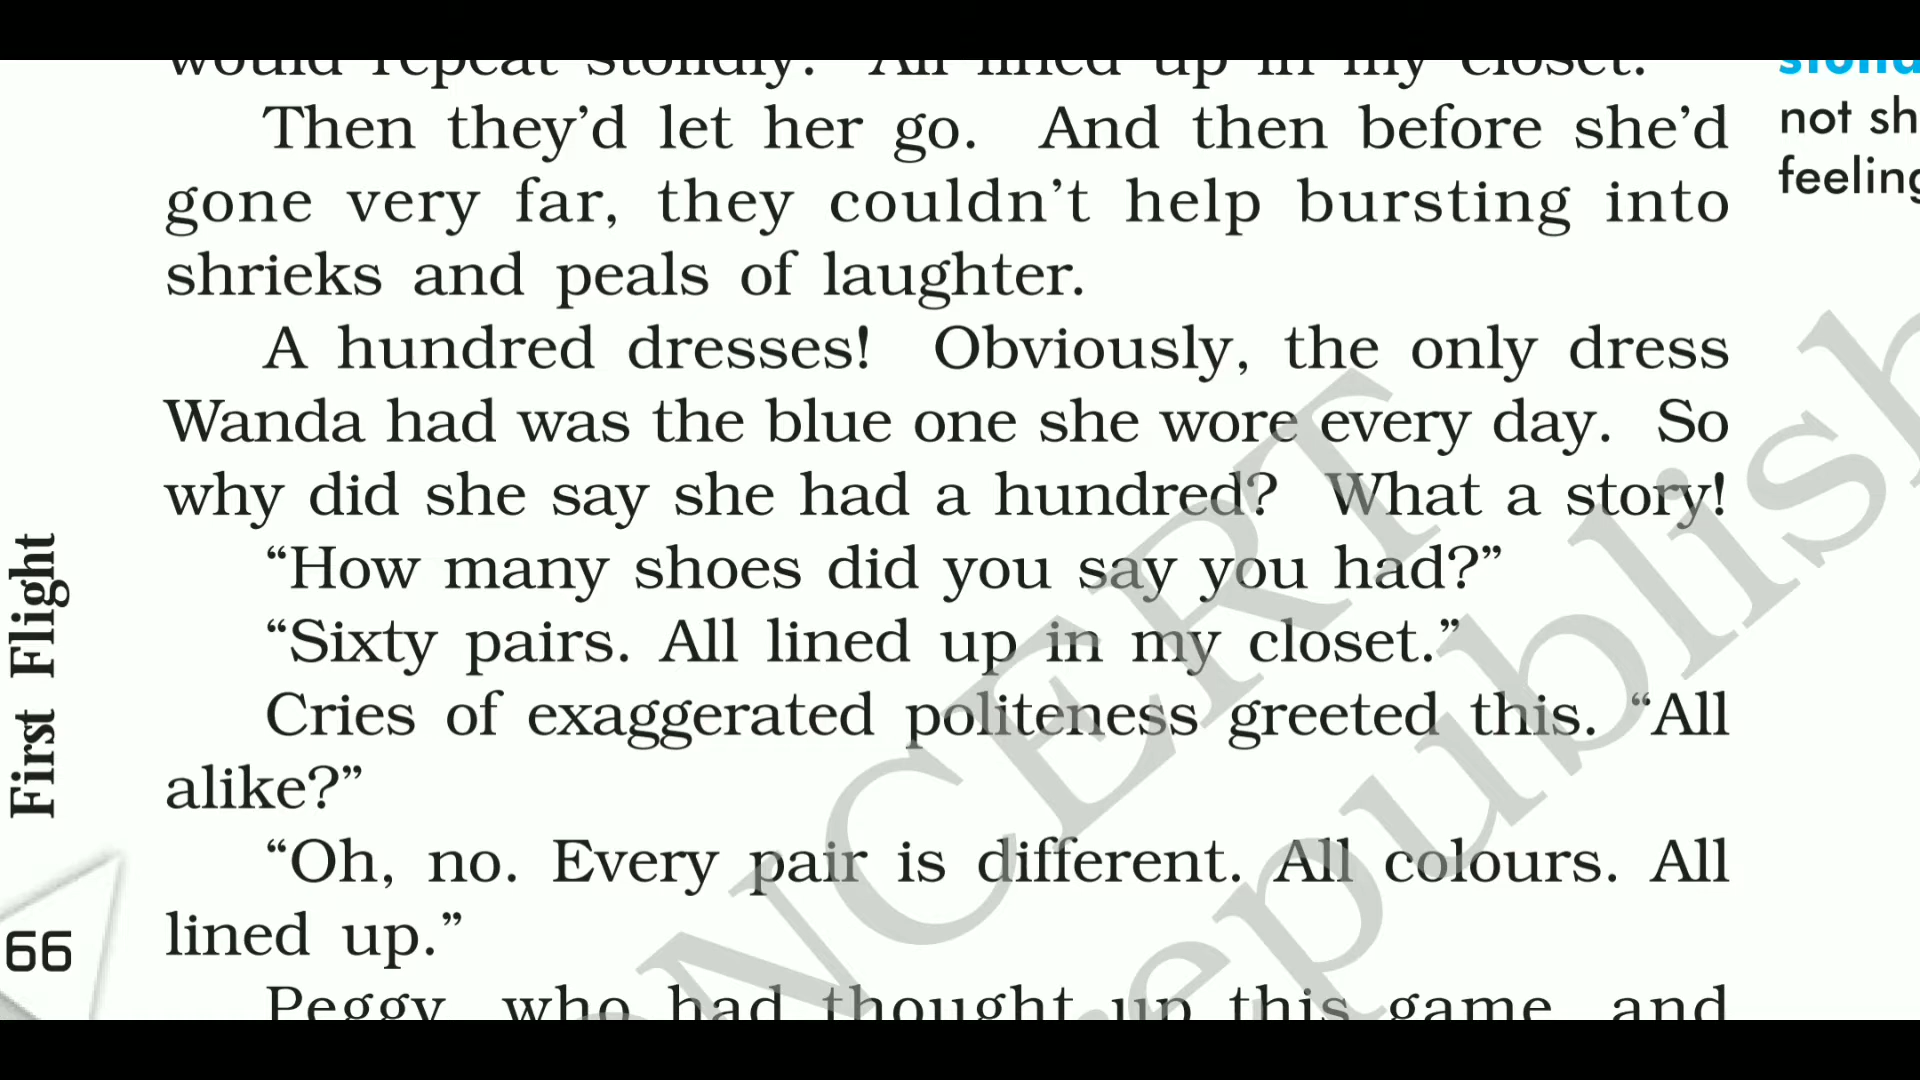 would repeat stolidly. "All lined up in my closet."
Then they’d let her go. And then before she’d
gone very far, they couldn’t help bursting into
shrieks and peals of laughter.
A hundred dresses! Obviously, the only dress
Wanda had was the blue one she wore every day. So
why did she say she had a hundred? What a story!
“How many shoes did you say you had?”
“Sixty pairs. All lined up in my closet.”
Cries of exaggerated politeness greeted this. “All
alike?”
“Oh, no. Every pair is different. All colours. All
lined up.”
Peggy, who had thought up this game, and
not sh
feeling
First Flight
66
NCERT
republish